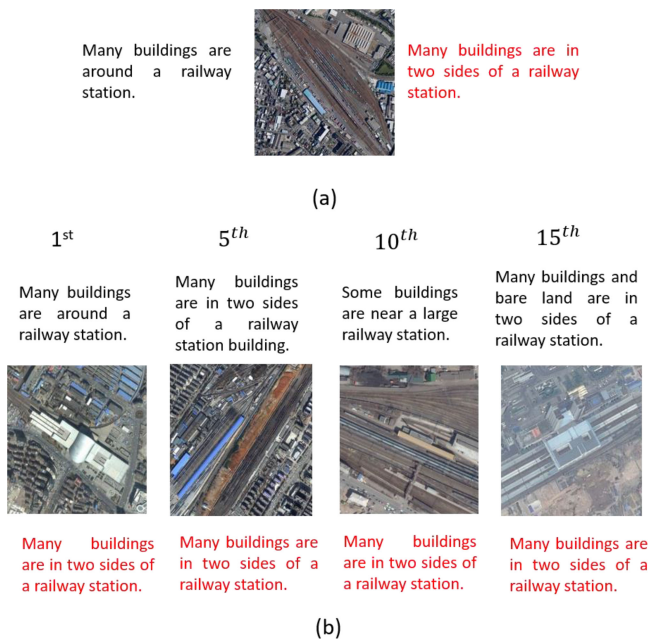 Many buildings are
around a railway
station.
Many buildings are in
two sides of a railway
station.
(a)
1st
5th
10th
15th
Many buildings
are around a
railway station.
Many buildings
are in two sides
of a railway
station building.
Some buildings
are near a large
railway station.
Many buildings and
bare land are in
two sides of a
railway station.
Many buildings
are in two sides of
a railway station.
Many buildings are
in two sides of a
railway station.
Many buildings
are in two sides of
a railway station.
Many buildings are
in two sides of a
railway station.
(b)